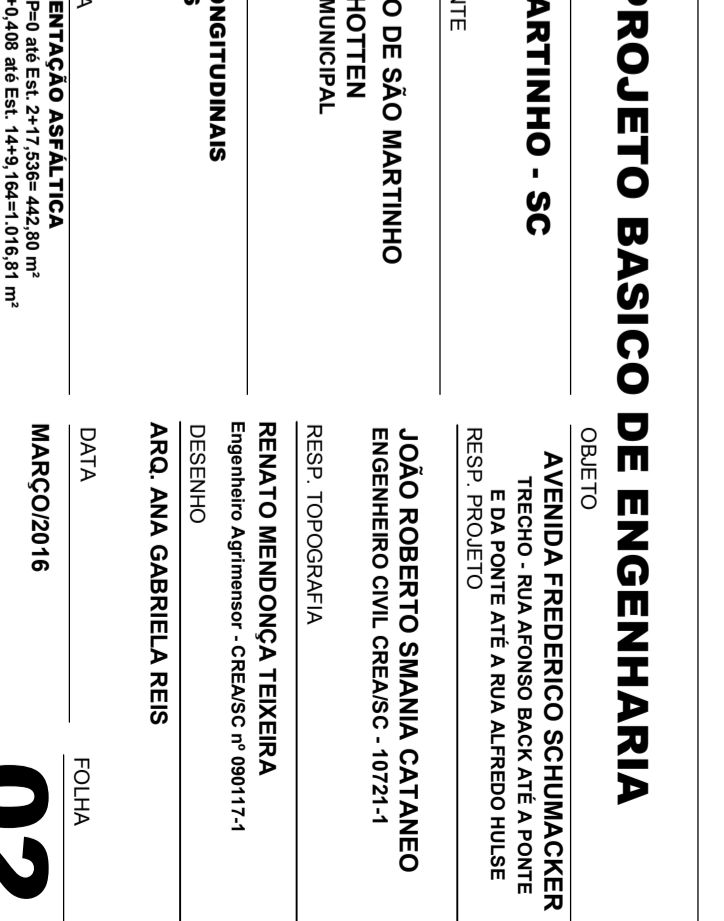 PROJETO BASICO DE ENGENHARIA
ARTINHO - SC
NTE
O DE SÃO MARTINHO
HOTTEN
MUNICIPAL
ONGITUDINAIS
S
A
ENTAÇÃO ASFÁLTICA
P=0 até Est. 2+17,536= 442,80 m²
+0,408 até Est. 14+9,164=1.016,81 m²
OBJETO
AVENIDA FREDERICO SCHUMACKER
TRECHO - RUA AFONSO BACK ATÉ A PONTE
E DA PONTE ATÉ A RUA ALFREDO HULSE
RESP. PROJETO
JOÃO ROBERTO SMANIA CATANEO
ENGENHEIRO CIVIL CREA/SC - 10721-1
RESP. TOPOGRAFIA
RENATO MENDONÇA TEIXEIRA
Engenheiro Agrimensor - CREA/SC nº 090117-1
DESENHO
ARQ. ANA GABRIELA REIS
DATA
MARÇO/2016
FOLHA
02